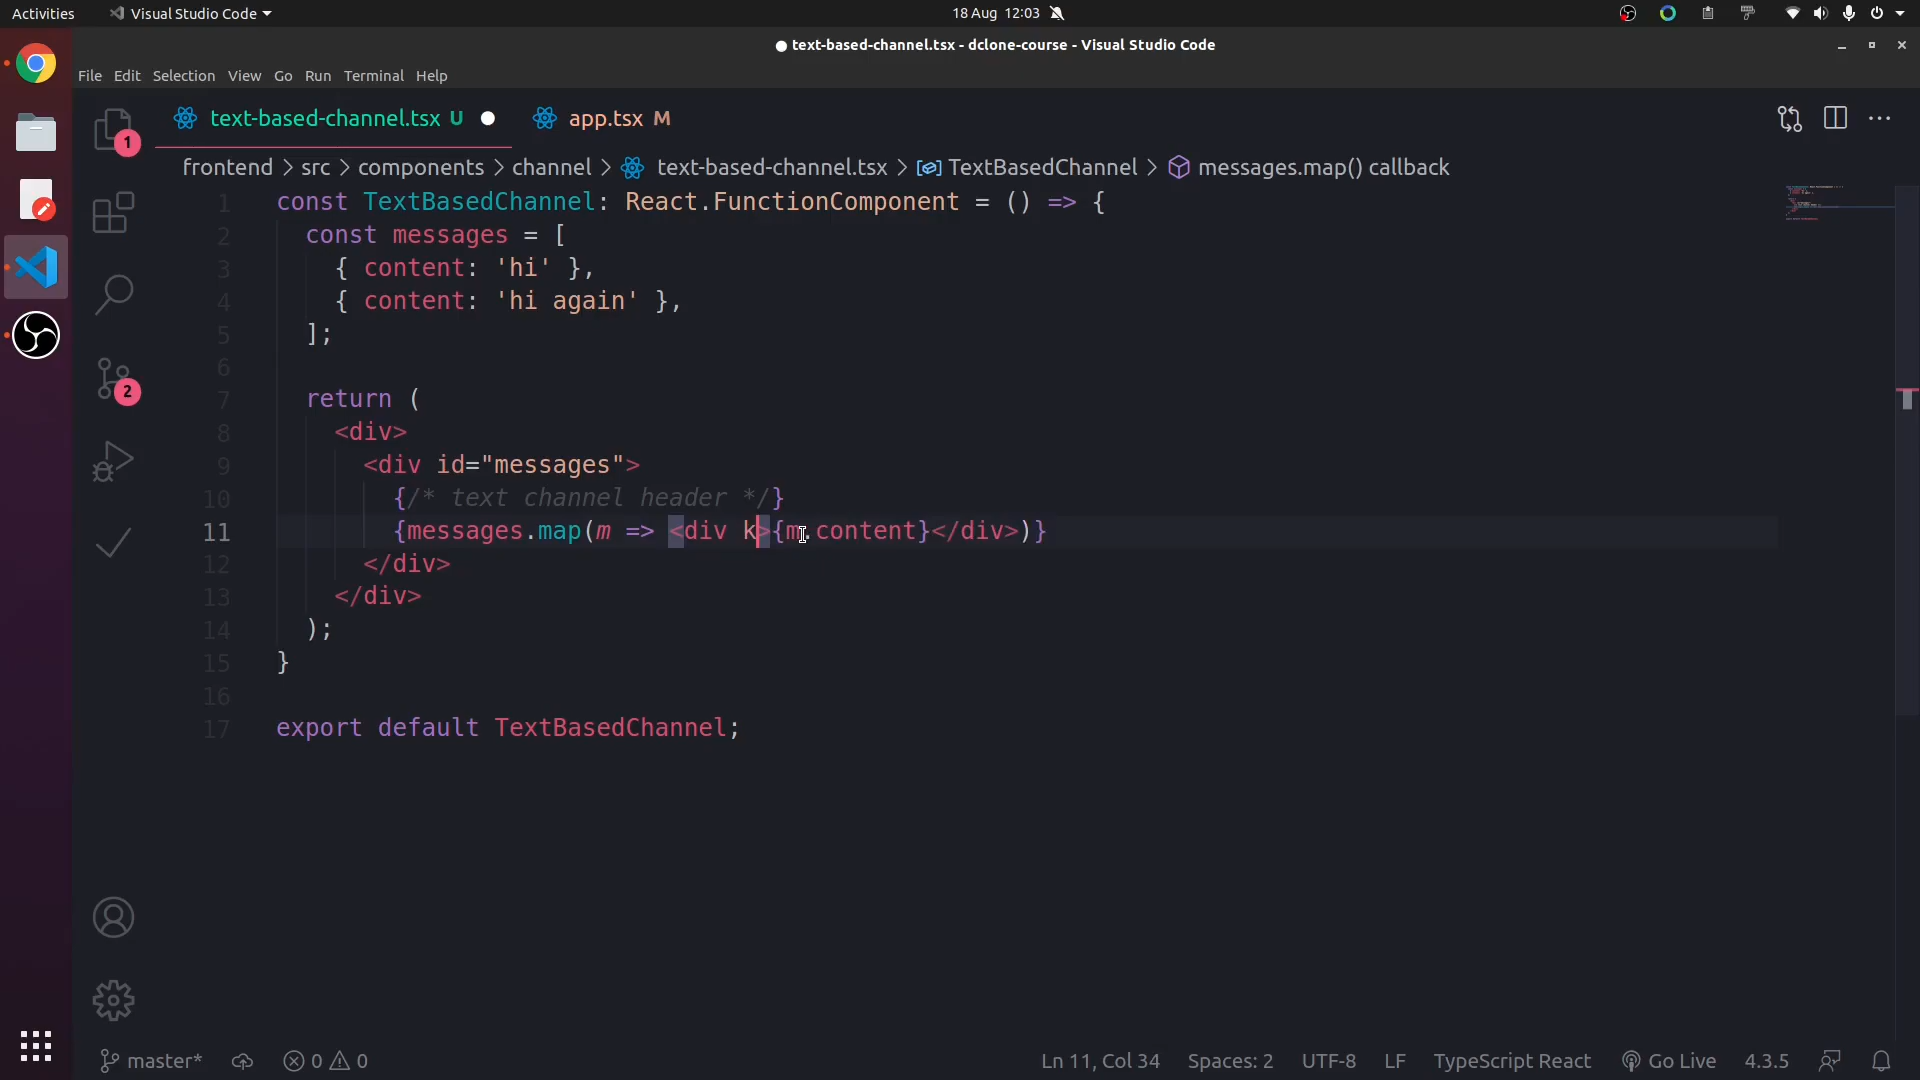 Activities Visual Studio Code 18 Aug 12:03
text-based-channel.tsx - dclone-course - Visual Studio Code
File Edit Selection View Go Run Terminal Help
text-based-channel.tsx U app.tsx M
1
frontend > src > components > channel > text-based-channel.tsx > TextBasedChannel > messages.map() callback
1 const TextBasedChannel: React.FunctionComponent = () => {
2 const messages = [
3 { content: 'hi' },
4 { content: 'hi again' },
5 ];
6
7 return (
2
8 <div>
9 <div id="messages">
10 {/* text channel header */}
11 {messages.map(m => <div k>{m.content}</div>)}
12 </div>
13 </div>
14 );
15 }
16
17 export default TextBasedChannel;
master* 0 0 Ln 11, Col 34 Spaces: 2 UTF-8 LF TypeScript React Go Live 4.3.5